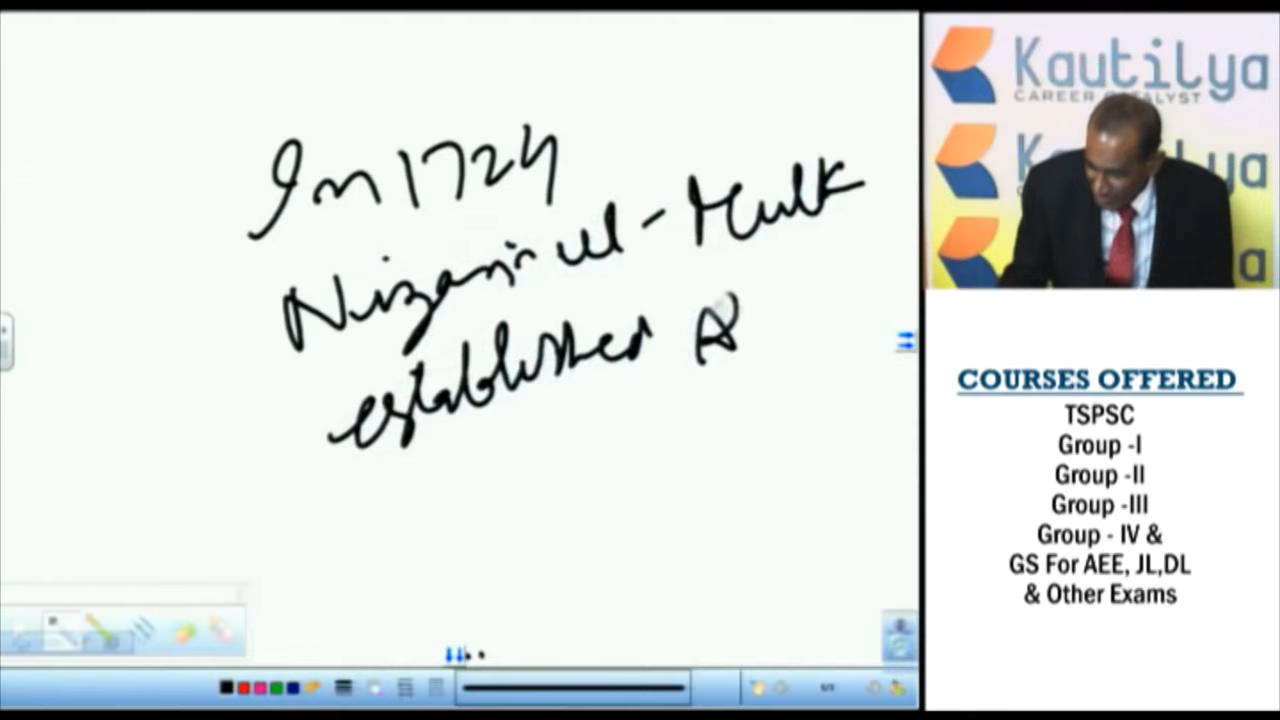 In 1724
Nizam-ul-Mulk
established A
Kautilya
CAREER CATALYST
COURSES OFFERED
TSPSC
Group -I
Group -II
Group -III
Group - IV &
GS For AEE, JL,DL
& Other Exams